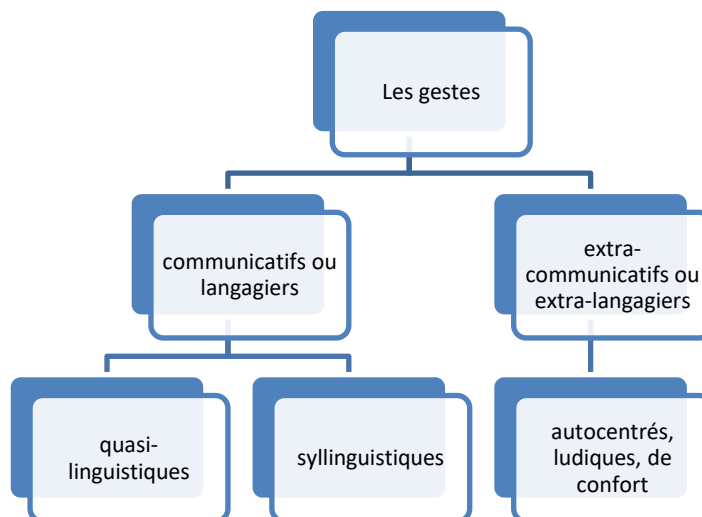 Les gestes
communicatifs ou
langagiers
extra-
communicatifs ou
extra-langagiers
quasi-
linguistiques
syllinguistiques
autocentrés,
ludiques, de
confort